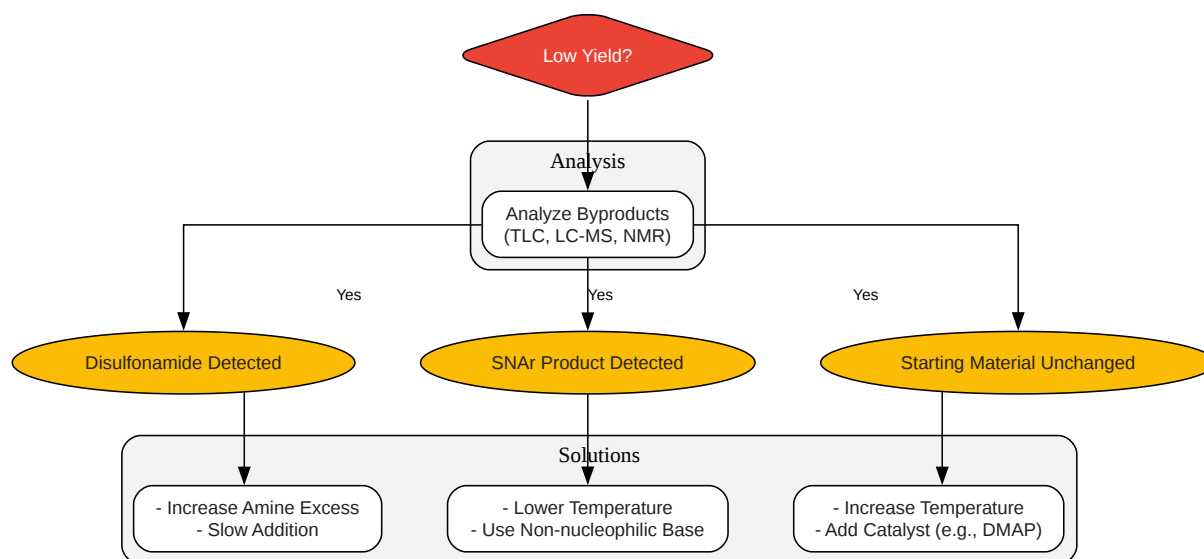 Low Yield?
Analysis
Analyze Byproducts
(TLC, LC-MS, NMR)
Yes
Yes
Yes
Disulfonamide Detected
SNAr Product Detected
Starting Material Unchanged
Solutions
- Increase Amine Excess
- Slow Addition
- Lower Temperature
- Use Non-nucleophilic Base
- Increase Temperature
- Add Catalyst (e.g., DMAP)